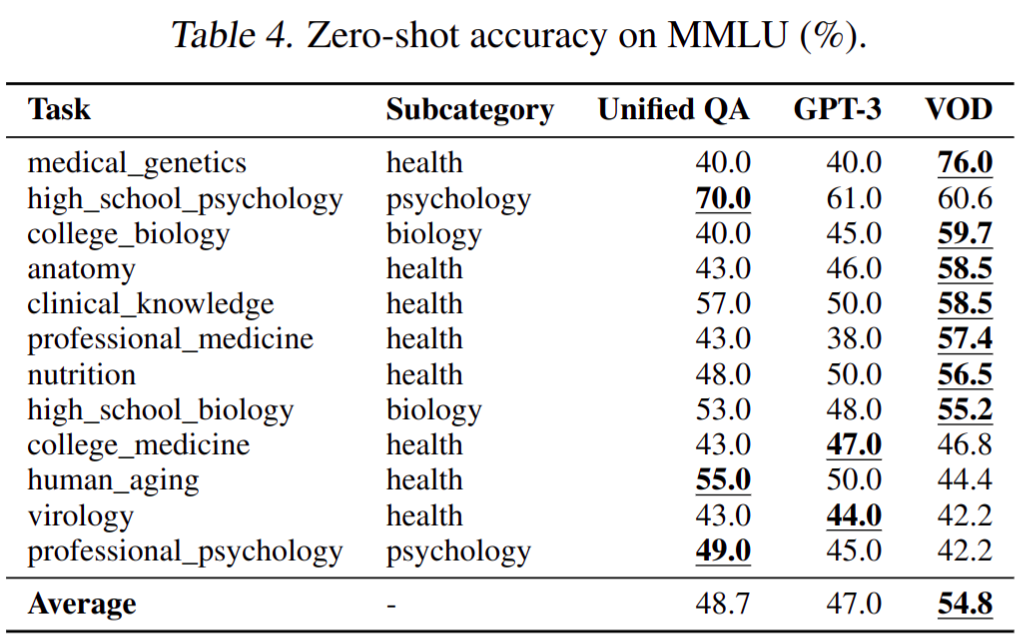 Table 4. Zero-shot accuracy on MMLU (%).
Task Subcategory Unified QA GPT-3 VOD
medical_genetics health 40.0 40.0 76.0
high_school_psychology psychology 70.0 61.0 60.6
college_biology biology 40.0 45.0 59.7
anatomy health 43.0 46.0 58.5
clinical_knowledge health 57.0 50.0 58.5
professional_medicine health 43.0 38.0 57.4
nutrition health 48.0 50.0 56.5
high_school_biology biology 53.0 48.0 55.2
college_medicine health 43.0 47.0 46.8
human_aging health 55.0 50.0 44.4
virology health 43.0 44.0 42.2
professional_psychology psychology 49.0 45.0 42.2
Average - 48.7 47.0 54.8